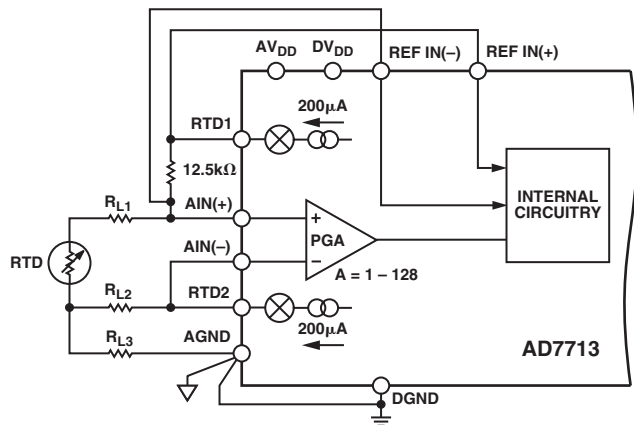 AVDD DVDD REF IN(–) REF IN(+)
200µA
RTD1
12.5kΩ
INTERNAL
CIRCUITRY
RL1 AIN(+)
+
PGA
–
A = 1 – 128
AIN(–)
RTD
RL2 RTD2
200µA
RL3 AGND
AD7713
DGND